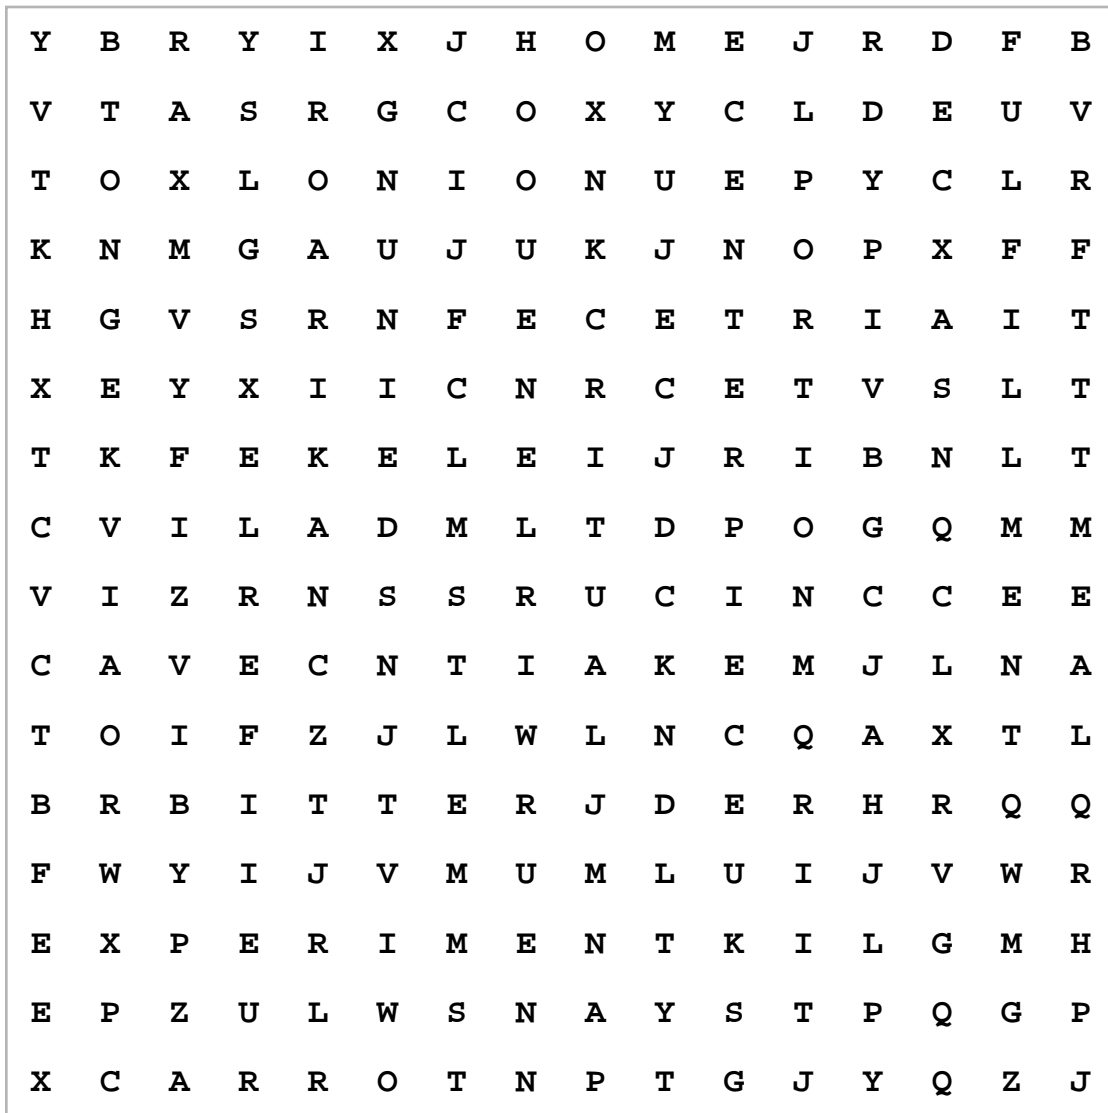 Y B R Y I X J H O M E J R D F B
V T A S R G C O X Y C L D E U V
T O X L O N I O N U E P Y C L R
K N M G A U J U K J N O P X F F
H G V S R N F E C E T R I A I T
X E Y X I I C N R C E T V S L T
T K F E K E L E I J R I B N L T
C V I L A D M L T D P O G Q M M
V I Z R N S S R U C I N C C E E
C A V E C N T I A K E M J L N A
T O I F Z J L W L N C Q A X T L
B R B I T T E R J D E R H R Q Q
F W Y I J V M U M L U I J V W R
E X P E R I M E N T K I L G M H
E P Z U L W S N A Y S T P Q G P
X C A R R O T N P T G J Y Q Z J